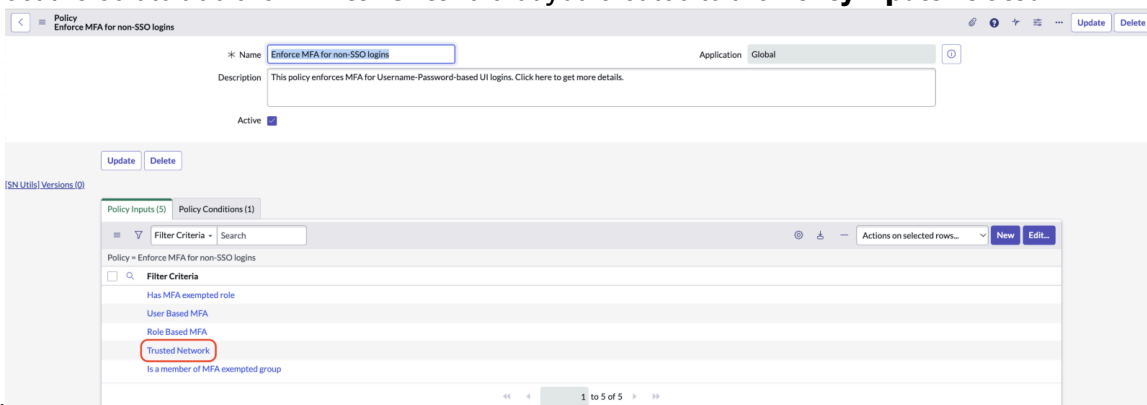 Policy
Enforce MFA for non-SSO logins
Update Delete
Name Enforce MFA for non-SSO logins Application Global
Description This policy enforces MFA for Username-Password-based UI logins. Click here to get more details.
Active
Update Delete
[SN Utils] Versions (0)
Policy Inputs (5) Policy Conditions (1)
Filter Criteria Search Actions on selected rows... New Edit...
Policy = Enforce MFA for non-SSO logins
Filter Criteria
Has MFA exempted role
User Based MFA
Role Based MFA
Trusted Network
Is a member of MFA exempted group
1 to 5 of 5